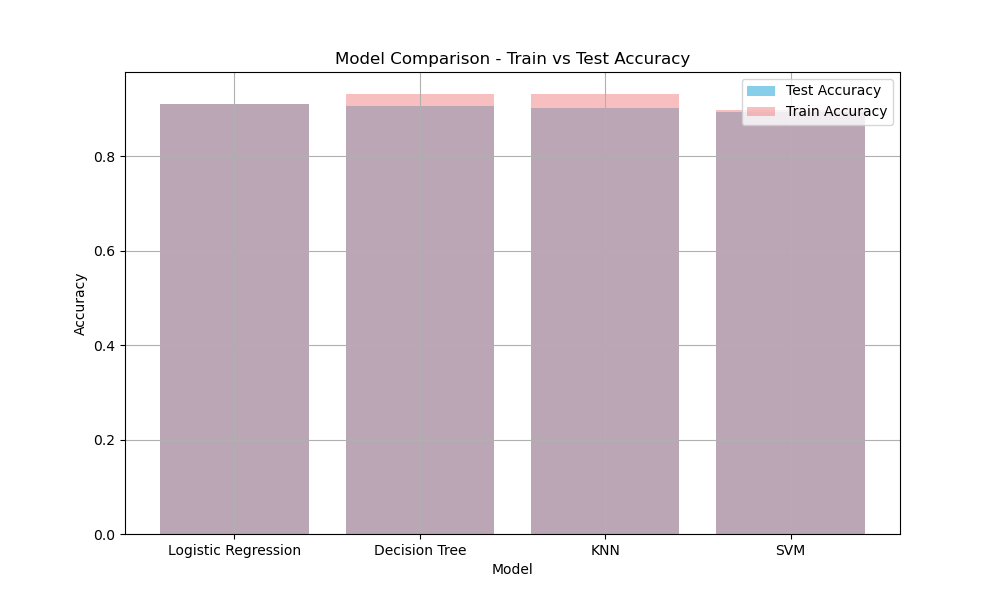 Model Comparison - Train vs Test Accuracy
Test Accuracy
Train Accuracy
Accuracy
0.8
0.6
0.4
0.2
0.0
Logistic Regression
Decision Tree
KNN
SVM
Model